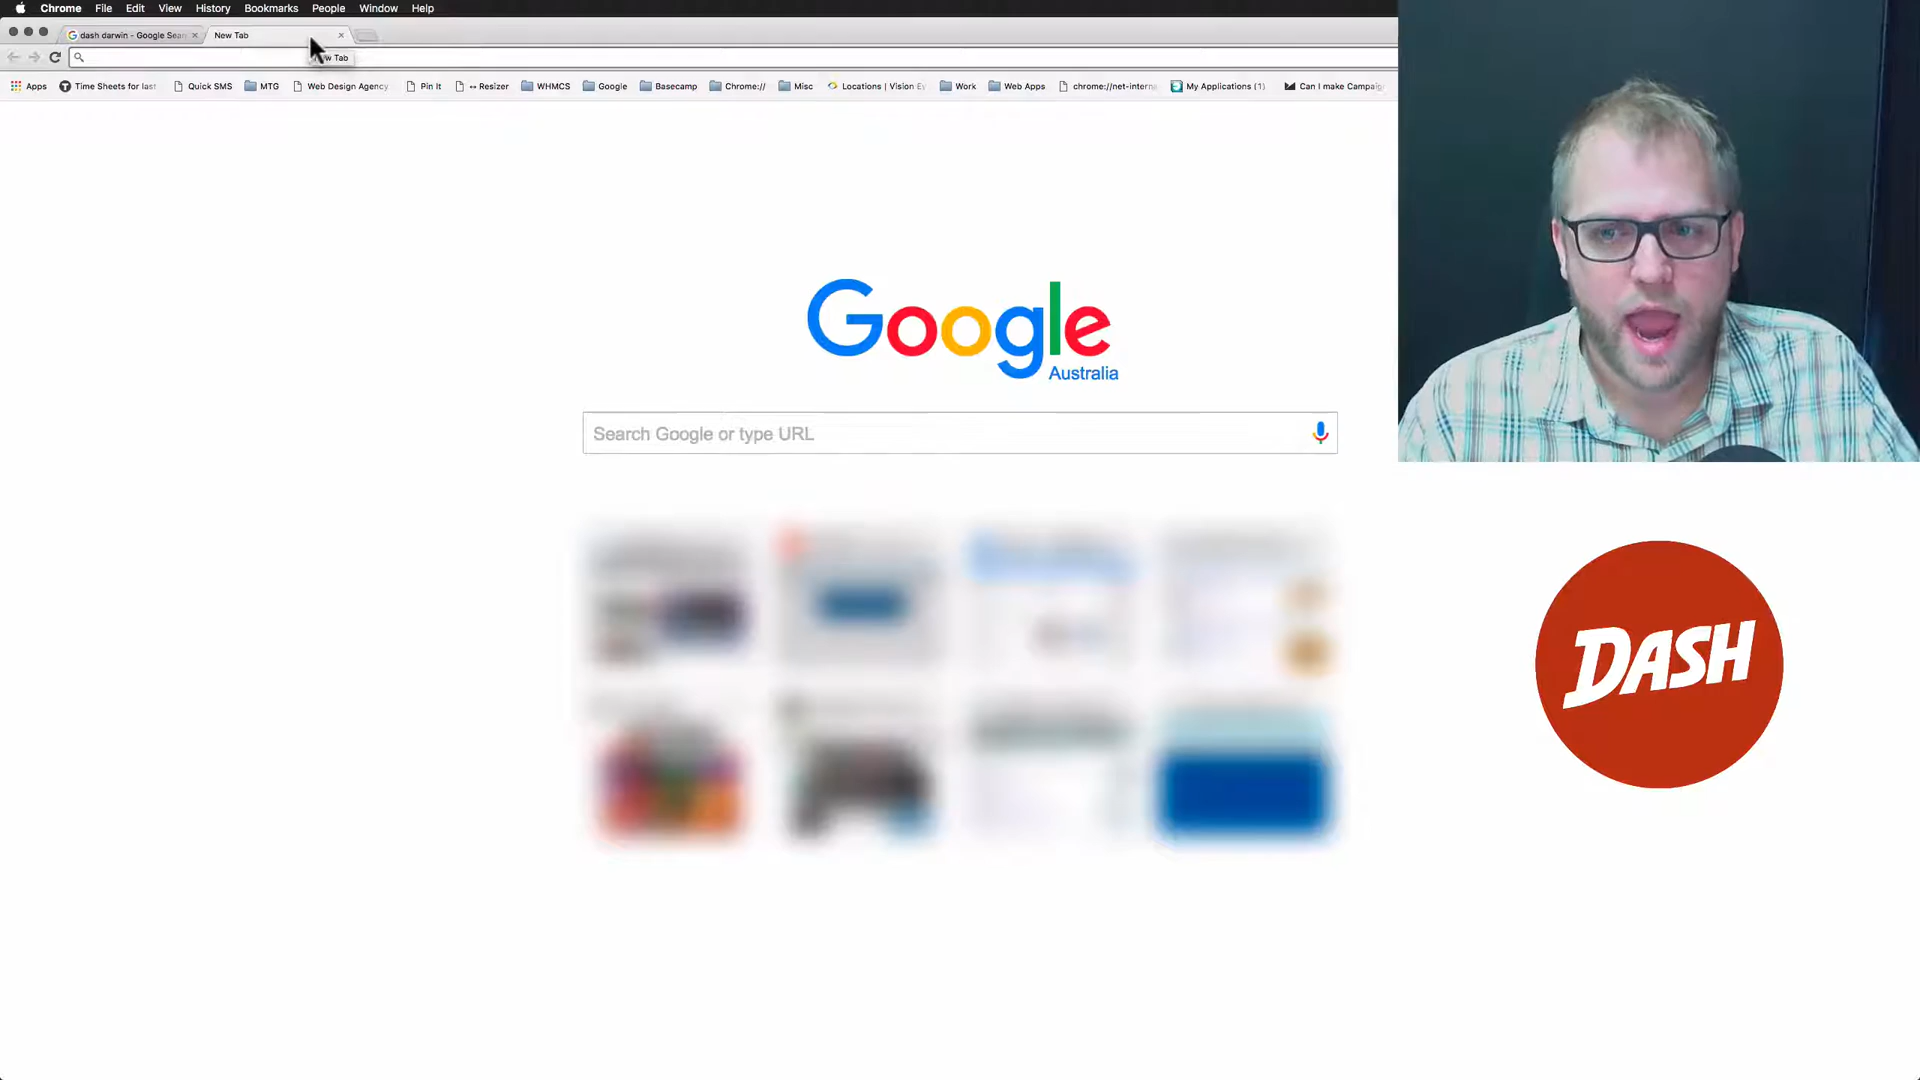 Chrome File Edit View History Bookmarks People Window Help
dash darwin - Google Sear New Tab
w Tab
Apps Time Sheets for last Quick SMS MTG Web Design Agency Pin It ↔ Resizer WHMCS Google Basecamp Chrome:// Misc Locations | Vision Ev Work Web Apps chrome://net-intern My Applications (1) Can I make Campaig
Google
Australia
Search Google or type URL
DASH